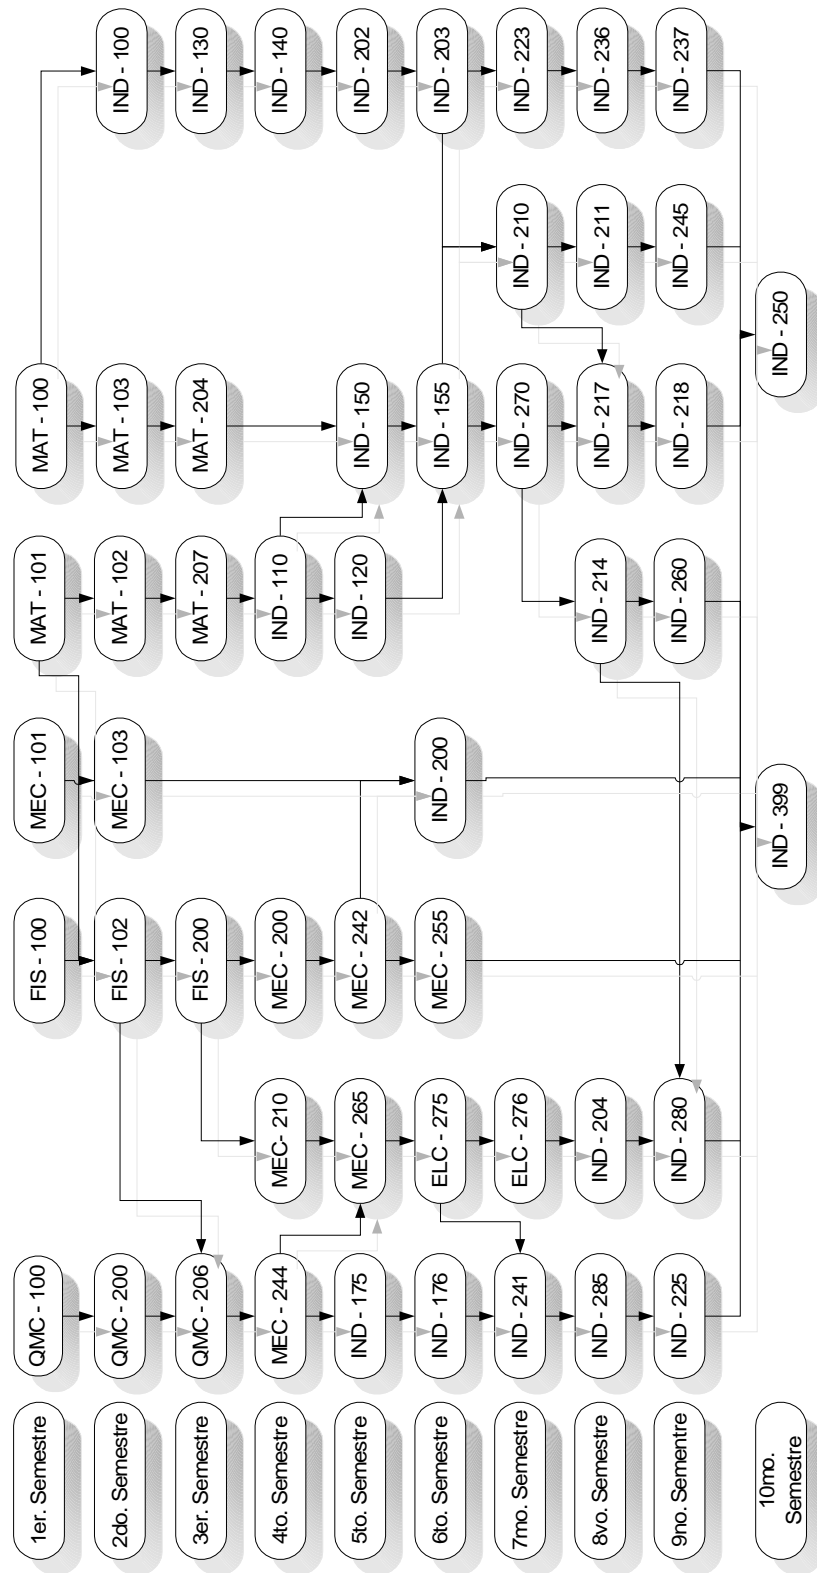 1er. Semestre
QMC - 100
FIS - 100
MEC - 101
MAT - 101
MAT - 100
2do. Semestre
QMC - 200
FIS - 102
MEC - 103
MAT - 102
MAT - 103
IND - 100
3er. Semestre
QMC - 206
FIS - 200
MAT - 207
MAT - 204
IND - 130
4to. Semestre
MEC - 244
MEC- 210
MEC - 200
IND - 110
IND - 140
5to. Semestre
IND - 175
MEC - 265
MEC - 242
IND - 120
IND - 150
IND - 202
6to. Semestre
IND - 176
ELC - 275
MEC - 255
IND - 200
IND - 155
IND - 203
7mo. Semestre
IND - 241
ELC - 276
IND - 270
IND - 210
IND - 223
8vo. Semestre
IND - 285
IND - 204
IND - 214
IND - 217
IND - 211
IND - 236
9no. Sementre
IND - 225
IND - 280
IND - 260
IND - 218
IND - 245
IND - 237
10mo.
Semestre
IND - 399
IND - 250